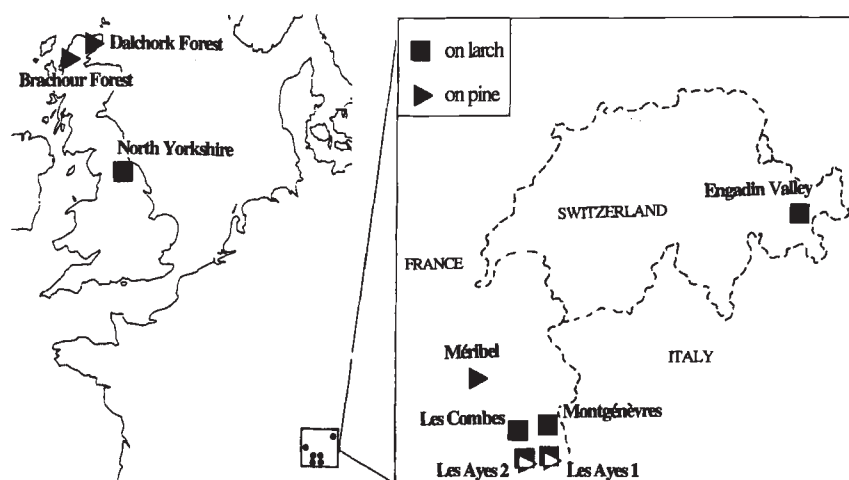 Dalchork Forest
Brachour Forest
North Yorkshire
on larch
on pine
Engadin Valley
SWITZERLAND
FRANCE
Méribel
ITALY
Les Combes
Montgénèvres
Les Ayes 2
Les Ayes 1